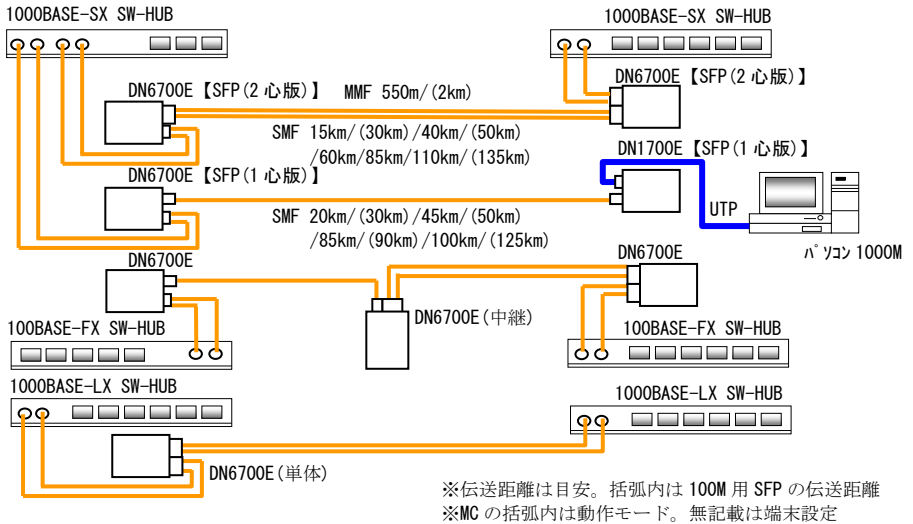 1000BASE-SX SW-HUB
1000BASE-SX SW-HUB
DN6700E【SFP(2心版)】
MMF 550m/(2km)
DN6700E【SFP(2心版)】
SMF 15km/(30km)/40km/(50km)
/60km/85km/110km/(135km)
DN6700E【SFP(1心版)】
DN1700E【SFP(1心版)】
SMF 20km/(30km)/45km/(50km)
/85km/(90km)/100km/(125km)
UTP
パソコン 1000M
DN6700E
DN6700E
DN6700E(中継)
100BASE-FX SW-HUB
100BASE-FX SW-HUB
1000BASE-LX SW-HUB
1000BASE-LX SW-HUB
DN6700E(単体)
※伝送距離は目安。括弧内は 100M 用 SFP の伝送距離
※MC の括弧内は動作モード。無記載は端末設定